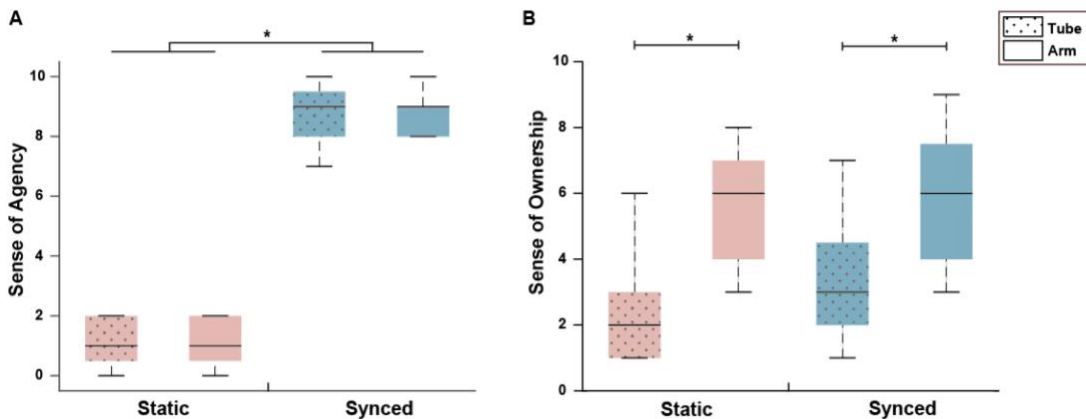 A
*
Sense of Agency
10
8
6
4
2
0
Static Synced
B
* *
Sense of Ownership
10
8
6
4
2
0
Static Synced
Tube
Arm